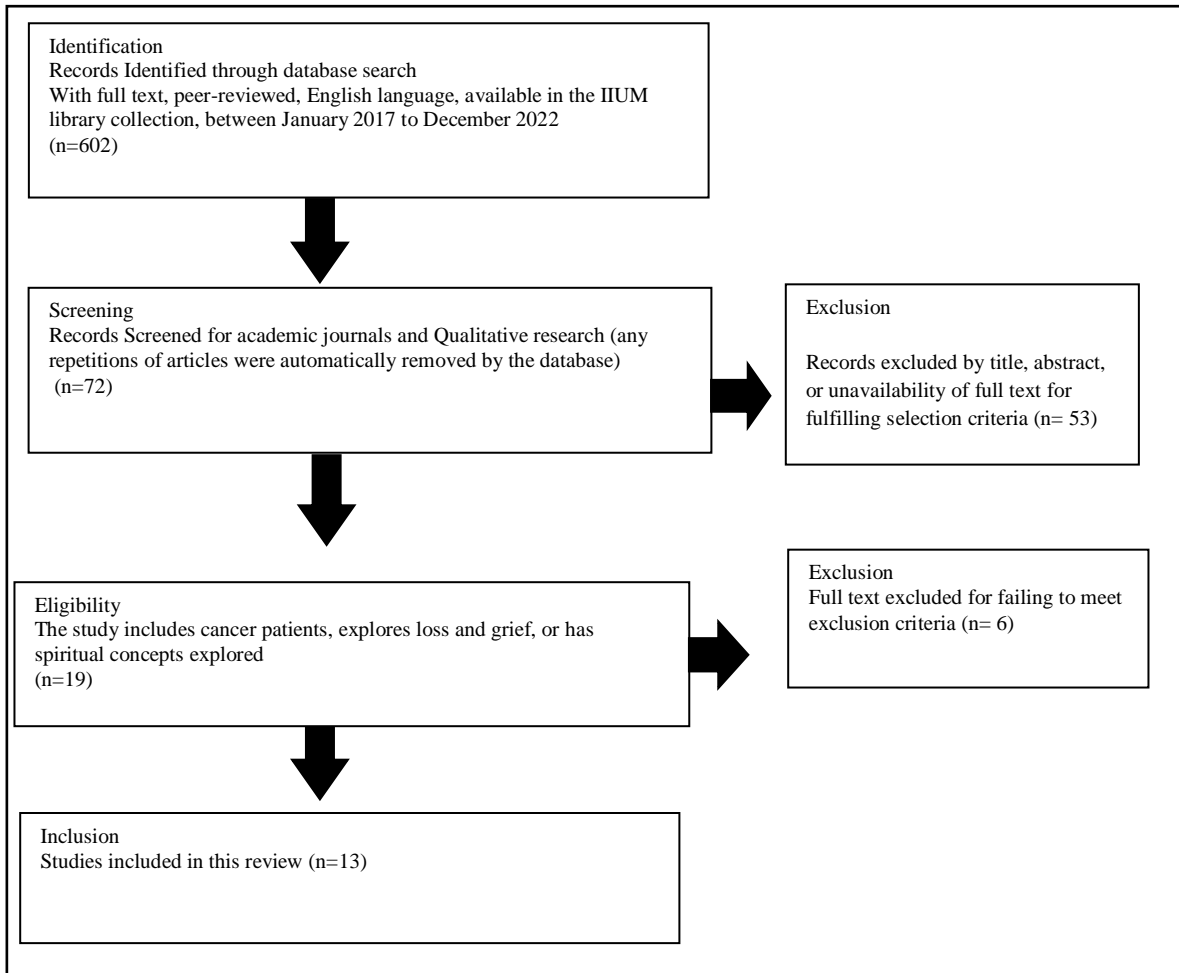 Identification
Records Identified through database search
With full text, peer-reviewed, English language, available in the IIUM
library collection, between January 2017 to December 2022
(n=602)
Screening
Records Screened for academic journals and Qualitative research (any
repetitions of articles were automatically removed by the database)
(n=72)
Exclusion
Records excluded by title, abstract,
or unavailability of full text for
fulfilling selection criteria (n= 53)
Eligibility
The study includes cancer patients, explores loss and grief, or has
spiritual concepts explored
(n=19)
Exclusion
Full text excluded for failing to meet
exclusion criteria (n= 6)
Inclusion
Studies included in this review (n=13)